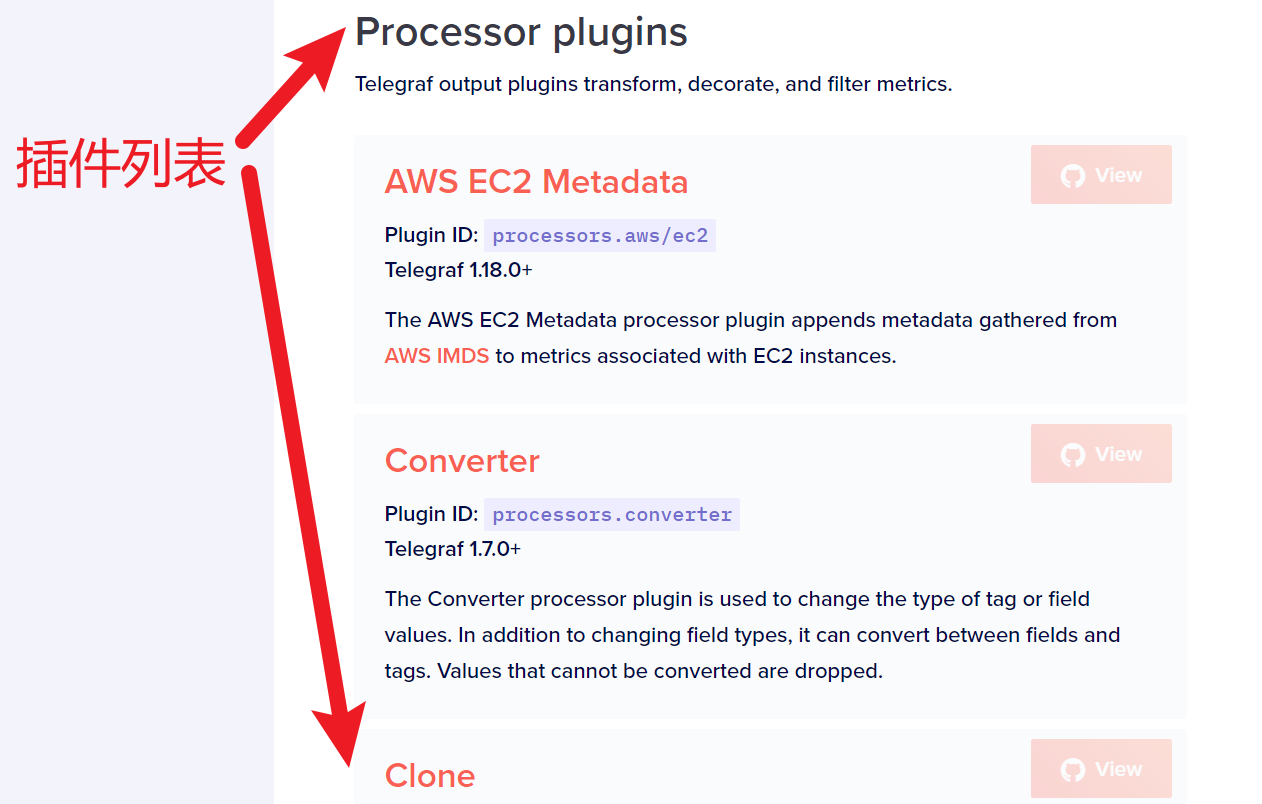 Processor plugins
Telegraf output plugins transform, decorate, and filter metrics.
插件列表
AWS EC2 Metadata
View
Plugin ID: processors.aws/ec2
Telegraf 1.18.0+
The AWS EC2 Metadata processor plugin appends metadata gathered from
AWS IMDS to metrics associated with EC2 instances.
Converter
View
Plugin ID: processors.converter
Telegraf 1.7.0+
The Converter processor plugin is used to change the type of tag or field
values. In addition to changing field types, it can convert between fields and
tags. Values that cannot be converted are dropped.
Clone
View